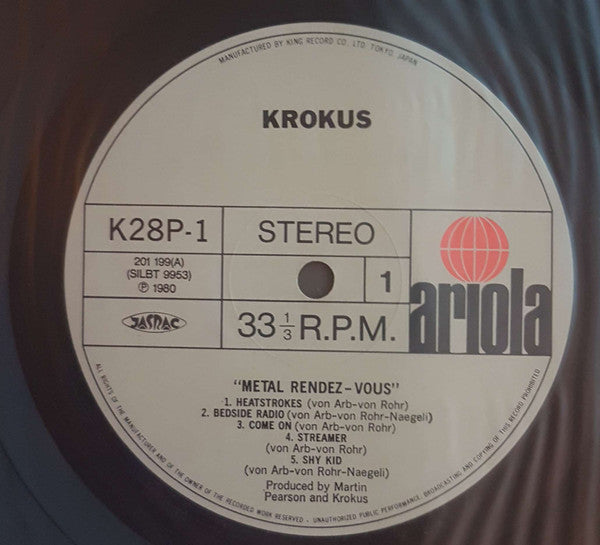 MANUFACTURED BY KING RECORD CO., LTD. TOKYO, JAPAN
KROKUS
K28P-1
STEREO
201 199(A)
(SILBT 9953)
Ⓟ 1980
1
ariola
JASRAC
33 1/3 R.P.M.
"METAL RENDEZ-VOUS"
1. HEATSTROKES (von Arb-von Rohr)
2. BEDSIDE RADIO (von Arb-von Rohr-Naegeli)
3. COME ON (von Arb-von Rohr)
4. STREAMER
(von Arb-von Rohr)
5. SHY KID
(von Arb-von Rohr-Naegeli)
Produced by Martin
Pearson and Krokus
ALL RIGHTS OF THE MANUFACTURER AND OF THE OWNER OF THE RECORDED WORK RESERVED - UNAUTHORIZED PUBLIC PERFORMANCE, BROADCASTING AND COPYING OF THIS RECORD PROHIBITED